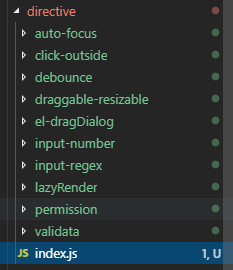 directive
auto-focus
click-outside
debounce
draggable-resizable
el-dragDialog
input-number
input-regex
lazyRender
permission
validata
JS index.js 1, U